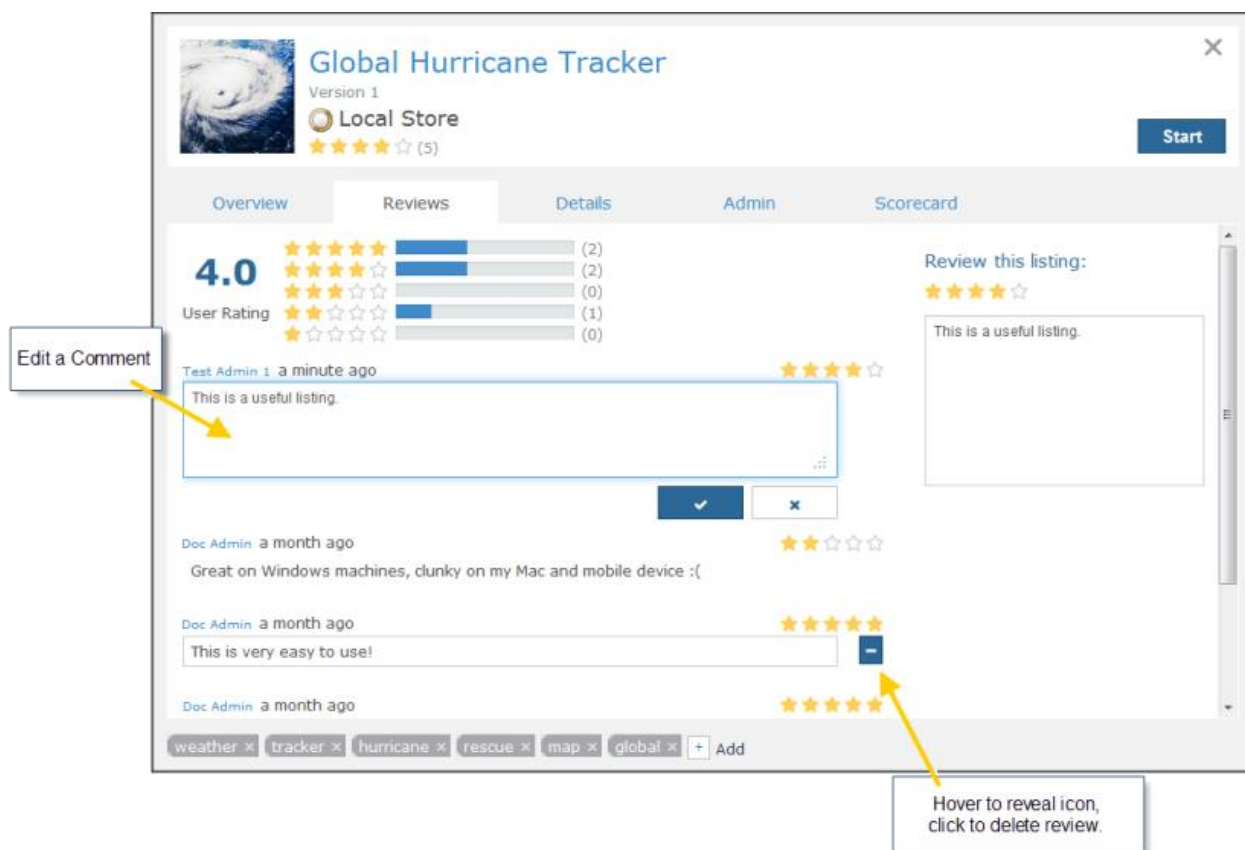 Global Hurricane Tracker
Version 1
Local Store
(5)
Start
Overview Reviews Details Admin Scorecard
4.0
User Rating
(2)
(2)
(0)
(1)
(0)
Review this listing:
This is a useful listing.
Edit a Comment
Test Admin 1 a minute ago
This is a useful listing.
Doc Admin a month ago
Great on Windows machines, clunky on my Mac and mobile device :(
Doc Admin a month ago
This is very easy to use!
Doc Admin a month ago
weather × tracker × hurricane × rescue × map × global × + Add
Hover to reveal icon,
click to delete review.